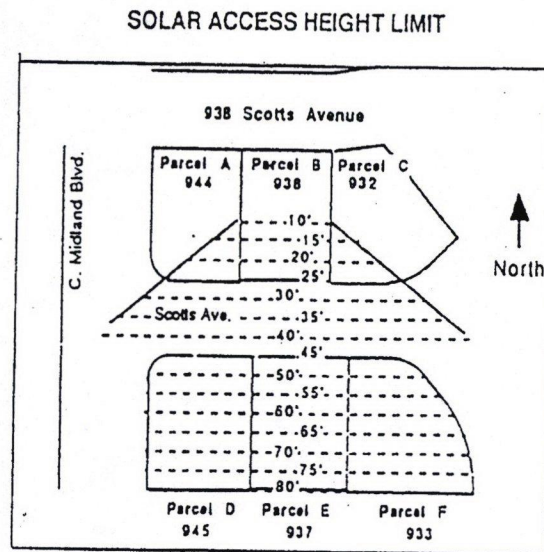 SOLAR ACCESS HEIGHT LIMIT
938 Scotts Avenue
C. Midland Blvd.
Parcel A
944
Parcel B
938
Parcel C
932
North
10'
15'
20'
25'
30'
Scotts Ave.
35'
40'
45'
50'
55'
60'
65'
70'
75'
80'
Parcel D
945
Parcel E
937
Parcel F
933